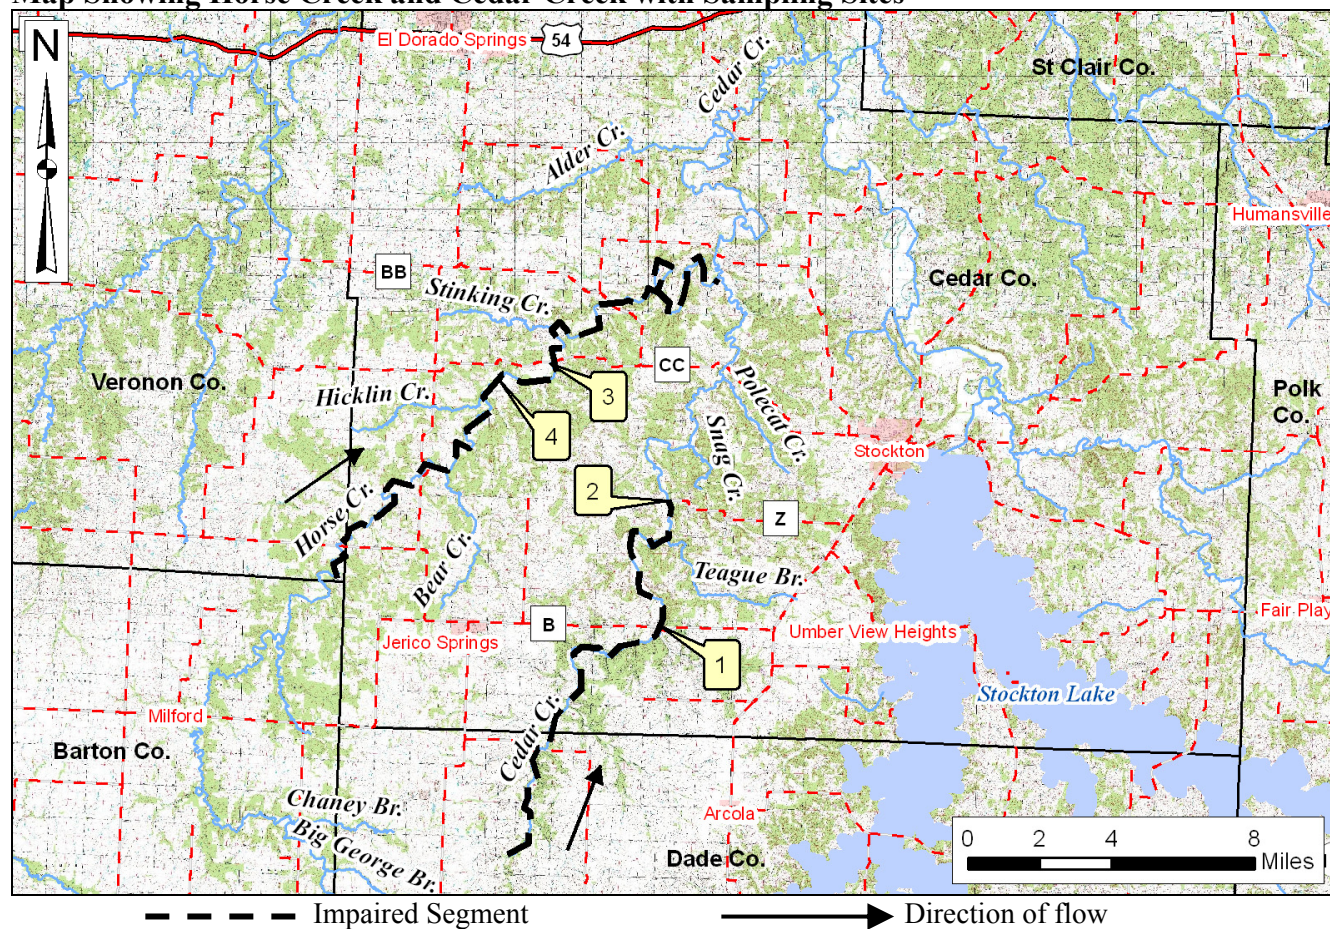 Map Showing Horse Creek and Cedar Creek with Sampling Sites
N
El Dorado Springs
54
Cedar Cr.
St Clair Co.
Alder Cr.
Humansville
BB
Stinking Cr.
Cedar Co.
Veronon Co.
Hicklin Cr.
CC
3
Polecat Cr.
Polk
Co.
4
Snag Cr.
Stockton
2
Z
Horse Cr.
Bear Cr.
Teague Br.
Jerico Springs
B
Umber View Heights
Fair Play
1
Stockton Lake
Milford
Barton Co.
Cedar Cr.
Chaney Br.
Big George Br.
Arcola
Dade Co.
0 2 4 8
Miles
Impaired Segment
Direction of flow